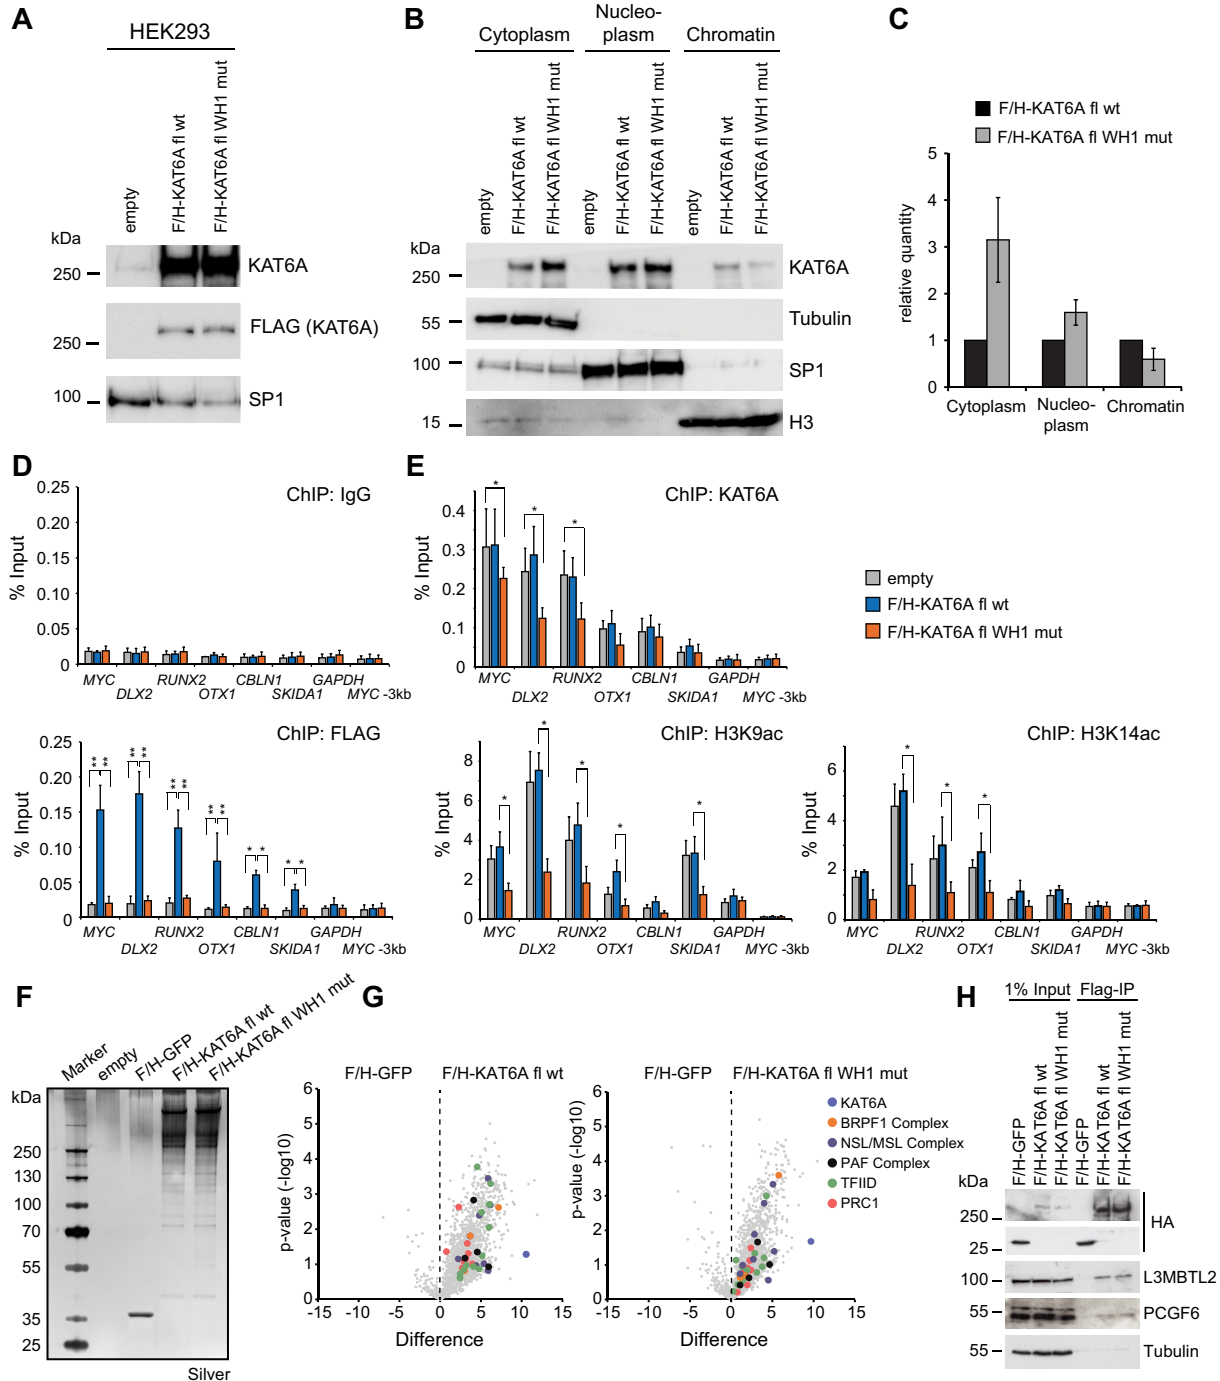 A
HEK293
empty
F/H-KAT6A fl wt
F/H-KAT6A fl WH1 mut
kDa
250
KAT6A
250
FLAG (KAT6A)
100
SP1
B
Cytoplasm
Nucleo-
plasm
Chromatin
empty
F/H-KAT6A fl wt
F/H-KAT6A fl WH1 mut
empty
F/H-KAT6A fl wt
F/H-KAT6A fl WH1 mut
empty
F/H-KAT6A fl wt
F/H-KAT6A fl WH1 mut
kDa
250
KAT6A
55
Tubulin
100
SP1
15
H3
C
F/H-KAT6A fl wt
F/H-KAT6A fl WH1 mut
relative quantity
5
4
3
2
1
0
Cytoplasm
Nucleo-
plasm
Chromatin
D
ChIP: IgG
% Input
0.25
0.20
0.15
0.10
0.05
0
MYC
DLX2
RUNX2
OTX1
CBLN1
SKIDA1
GAPDH
MYC -3kb
ChIP: FLAG
% Input
0.25
0.20
0.15
0.10
0.05
0
** **
** **
** **
** **
* *
* *
MYC
DLX2
RUNX2
OTX1
CBLN1
SKIDA1
GAPDH
MYC -3kb
E
ChIP: KAT6A
% Input
0.4
0.3
0.2
0.1
0
*
*
*
MYC
DLX2
RUNX2
OTX1
CBLN1
SKIDA1
GAPDH
MYC -3kb
empty
F/H-KAT6A fl wt
F/H-KAT6A fl WH1 mut
ChIP: H3K9ac
% Input
8
6
4
2
0
*
*
*
*
*
MYC
DLX2
RUNX2
OTX1
CBLN1
SKIDA1
GAPDH
MYC -3kb
ChIP: H3K14ac
% Input
6
4
2
0
*
*
*
MYC
DLX2
RUNX2
OTX1
CBLN1
SKIDA1
GAPDH
MYC -3kb
F
Marker
empty
F/H-GFP
F/H-KAT6A fl wt
F/H-KAT6A fl WH1 mut
kDa
250
130
100
70
55
35
25
Silver
G
F/H-GFP
F/H-KAT6A fl wt
p-value (-log10)
6
5
4
3
2
1
0
-15
-10
-5
0
5
10
15
Difference
F/H-GFP
F/H-KAT6A fl WH1 mut
p-value (-log10)
6
5
4
3
2
1
0
-15
-10
-5
0
5
10
15
Difference
KAT6A
BRPF1 Complex
NSL/MSL Complex
PAF Complex
TFIID
PRC1
H
1% Input
Flag-IP
F/H-GFP
F/H-KAT6A fl wt
F/H-KAT6A fl WH1 mut
F/H-GFP
F/H-KAT6A fl wt
F/H-KAT6A fl WH1 mut
kDa
250
25
HA
100
L3MBTL2
55
PCGF6
55
Tubulin